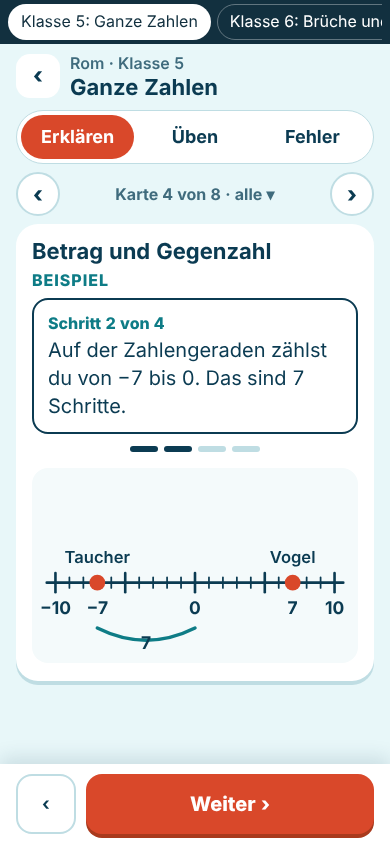 Klasse 5: Ganze Zahlen
Klasse 6: Brüche un
‹
Rom · Klasse 5
Ganze Zahlen
Erklären Üben Fehler
‹ Karte 4 von 8 · alle ▾ ›
Betrag und Gegenzahl
BEISPIEL
Schritt 2 von 4
Auf der Zahlengeraden zählst
du von −7 bis 0. Das sind 7
Schritte.
Taucher Vogel
−10 −7 0 7 10
7
‹ Weiter ›